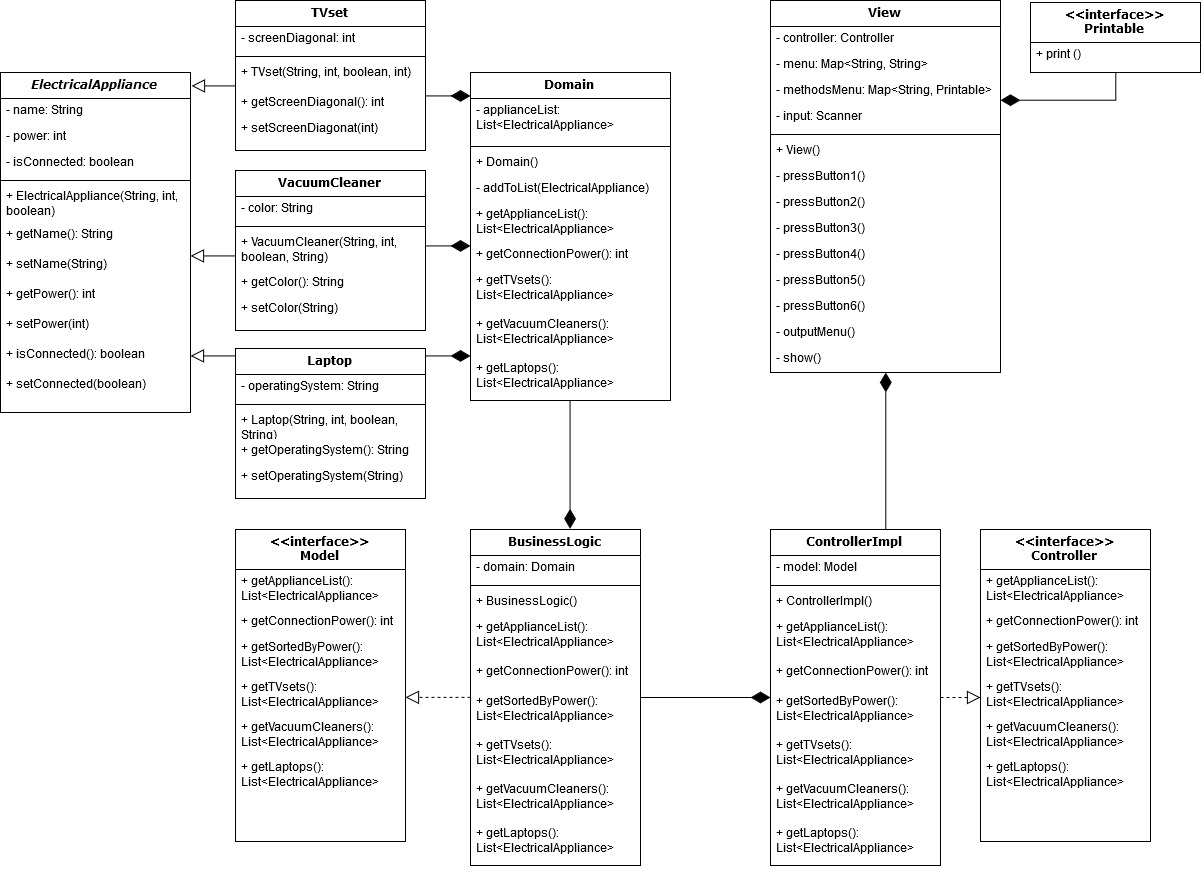 TVset
- screenDiagonal: int
+ TVset(String, int, boolean, int)
+ getScreenDiagonal(): int
+ setScreenDiagonat(int)
View
- controller: Controller
- menu: Map<String, String>
- methodsMenu: Map<String, Printable>
- input: Scanner
+ View()
- pressButton1()
- pressButton2()
- pressButton3()
- pressButton4()
- pressButton5()
- pressButton6()
- outputMenu()
- show()
<<interface>>
Printable
+ print ()
ElectricalAppliance
- name: String
- power: int
- isConnected: boolean
+ ElectricalAppliance(String, int,
boolean)
+ getName(): String
+ setName(String)
+ getPower(): int
+ setPower(int)
+ isConnected(): boolean
+ setConnected(boolean)
Domain
- applianceList:
List<ElectricalAppliance>
+ Domain()
- addToList(ElectricalAppliance)
+ getApplianceList():
List<ElectricalAppliance>
+ getConnectionPower(): int
+ getTVsets():
List<ElectricalAppliance>
+ getVacuumCleaners():
List<ElectricalAppliance>
+ getLaptops():
List<ElectricalAppliance>
VacuumCleaner
- color: String
+ VacuumCleaner(String, int,
boolean, String)
+ getColor(): String
+ setColor(String)
Laptop
- operatingSystem: String
+ Laptop(String, int, boolean,
String)
+ getOperatingSystem(): String
+ setOperatingSystem(String)
<<interface>>
Model
+ getApplianceList():
List<ElectricalAppliance>
+ getConnectionPower(): int
+ getSortedByPower():
List<ElectricalAppliance>
+ getTVsets():
List<ElectricalAppliance>
+ getVacuumCleaners():
List<ElectricalAppliance>
+ getLaptops():
List<ElectricalAppliance>
BusinessLogic
- domain: Domain
+ BusinessLogic()
+ getApplianceList():
List<ElectricalAppliance>
+ getConnectionPower(): int
+ getSortedByPower():
List<ElectricalAppliance>
+ getTVsets():
List<ElectricalAppliance>
+ getVacuumCleaners():
List<ElectricalAppliance>
+ getLaptops():
List<ElectricalAppliance>
ControllerImpl
- model: Model
+ ControllerImpl()
+ getApplianceList():
List<ElectricalAppliance>
+ getConnectionPower(): int
+ getSortedByPower():
List<ElectricalAppliance>
+ getTVsets():
List<ElectricalAppliance>
+ getVacuumCleaners():
List<ElectricalAppliance>
+ getLaptops():
List<ElectricalAppliance>
<<interface>>
Controller
+ getApplianceList():
List<ElectricalAppliance>
+ getConnectionPower(): int
+ getSortedByPower():
List<ElectricalAppliance>
+ getTVsets():
List<ElectricalAppliance>
+ getVacuumCleaners():
List<ElectricalAppliance>
+ getLaptops():
List<ElectricalAppliance>